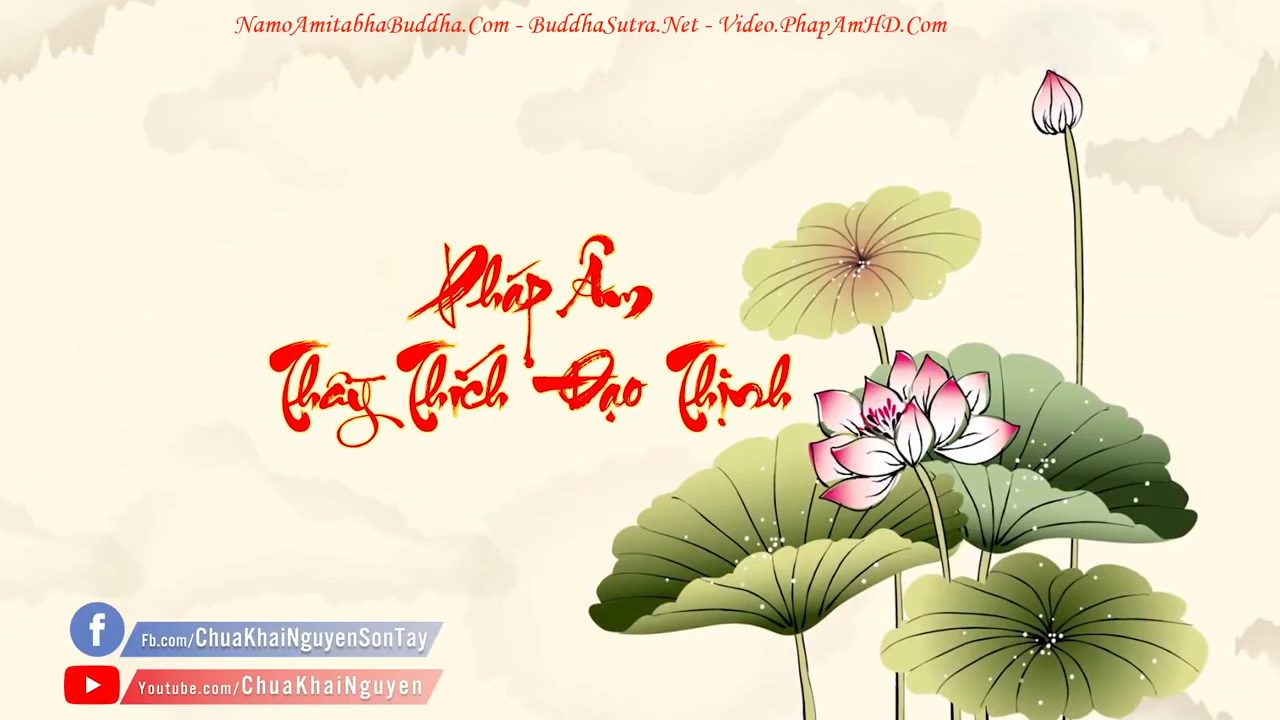 NamoAmitabhaBuddha.Com - BuddhaSutra.Net - Video.PhapAmHD.Com
Pháp Âm
Thầy Thích Đạo Thịnh
Fb.com/ChuaKhaiNguyenSonTay
Youtube.com/ChuaKhaiNguyen